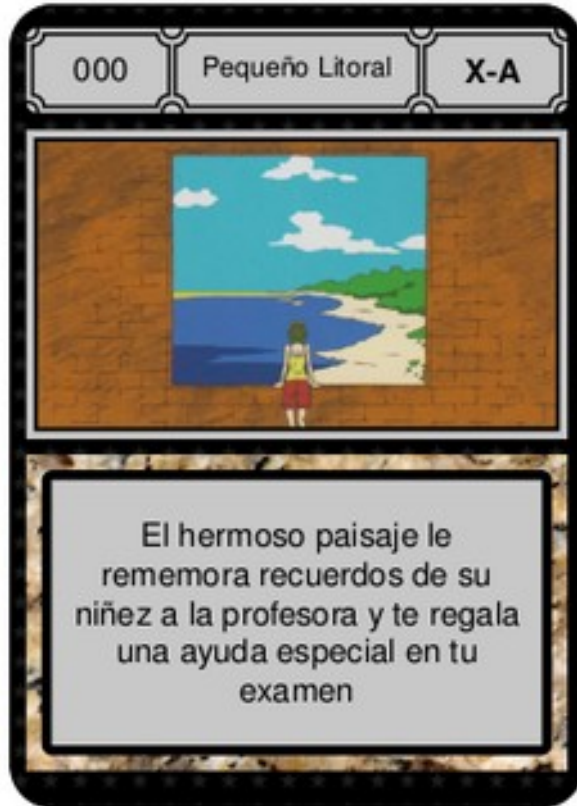 000
Pequeño Litoral
X-A
El hermoso paisaje le
rememora recuerdos de su
niñez a la profesora y te regala
una ayuda especial en tu
examen